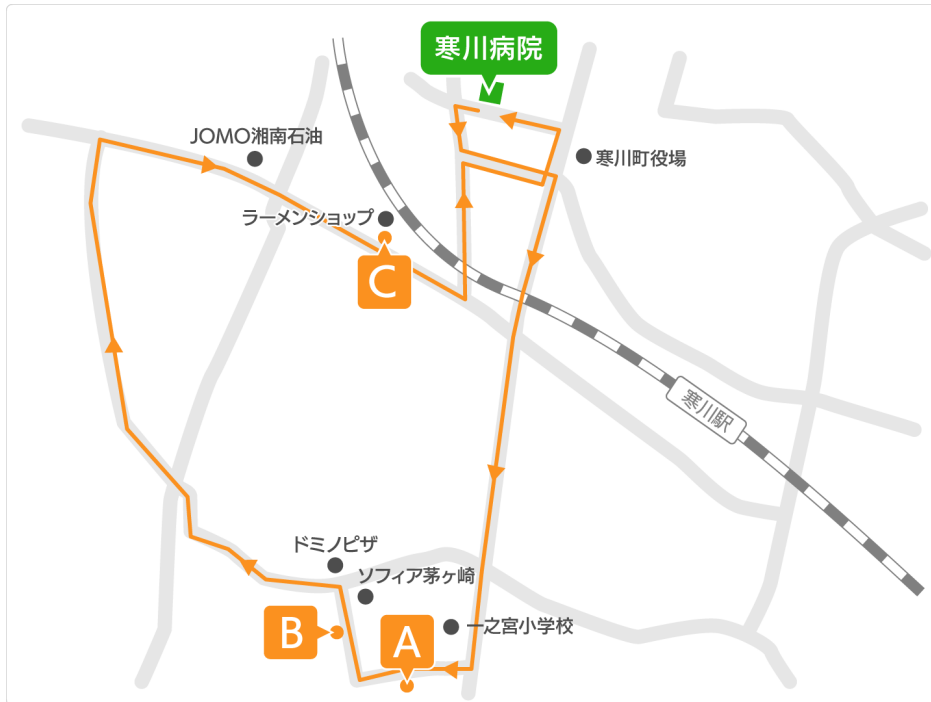 寒川病院
JOMO湘南石油
寒川町役場
ラーメンショップ
C
寒川駅
ドミノピザ
ソフィア茅ヶ崎
B
A
一之宮小学校